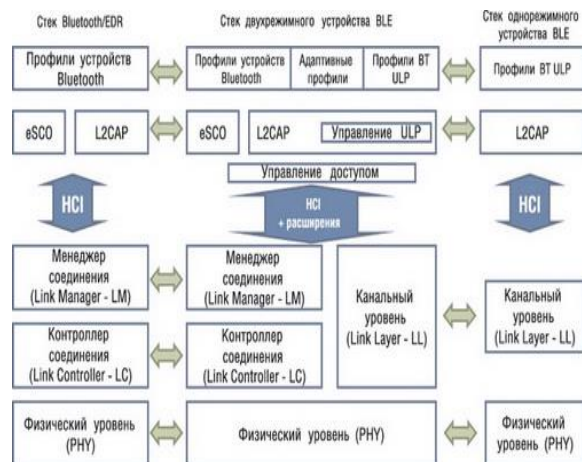 Стек Bluetooth/EDR
Стек двухрежимного устройства BLE
Стек однорежимного
устройства BLE
Профили устройств
Bluetooth
Профили устройств
Bluetooth
Адаптивные
профили
Профили BT
ULP
Профили BT ULP
eSCO
L2CAP
eSCO
L2CAP
Управление ULP
L2CAP
Управление доступом
HCI
HCI
+ расширения
HCI
Менеджер
соединения
(Link Manager - LM)
Менеджер
соединения
(Link Manager - LM)
Канальный
уровень
(Link Layer - LL)
Канальный
уровень
(Link Layer - LL)
Контроллер
соединения
(Link Controller - LC)
Контроллер
соединения
(Link Controller - LC)
Физический уровень
(PHY)
Физический уровень (PHY)
Физический
уровень (PHY)